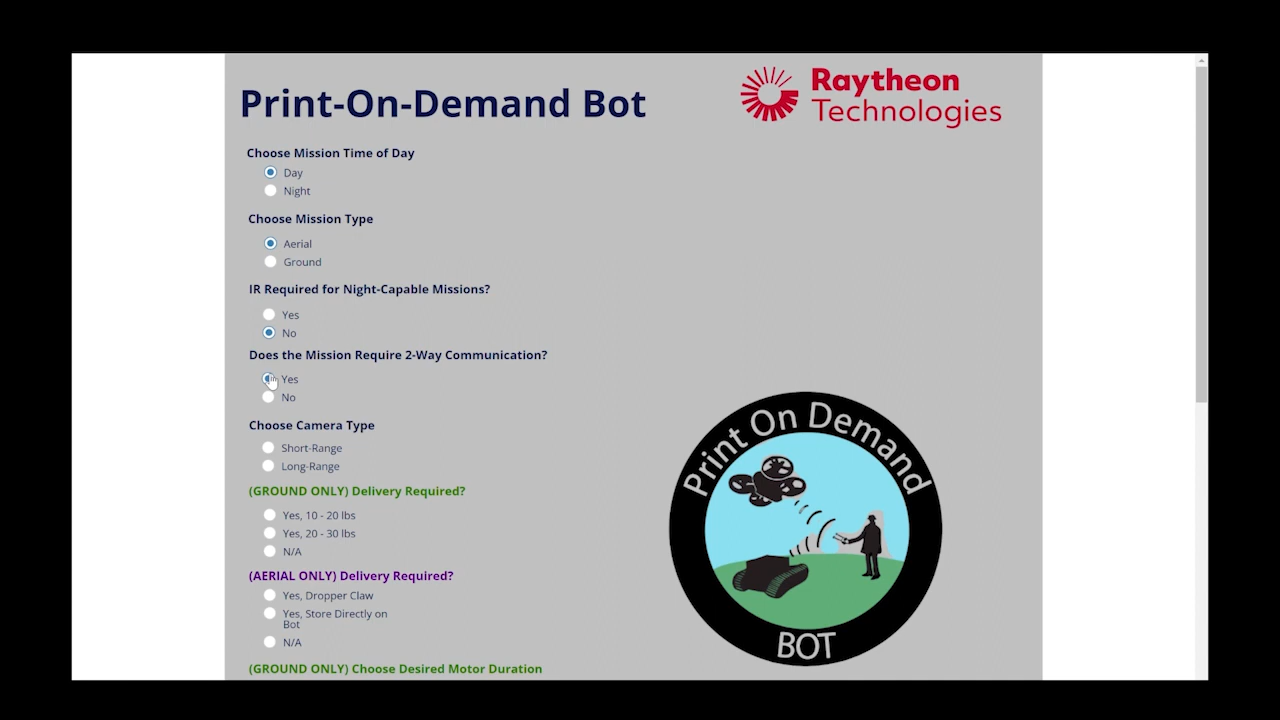 Print-On-Demand Bot
Raytheon
Technologies
Choose Mission Time of Day
Day
Night
Choose Mission Type
Aerial
Ground
IR Required for Night-Capable Missions?
Yes
No
Does the Mission Require 2-Way Communication?
Yes
No
Choose Camera Type
Short-Range
Long-Range
(GROUND ONLY) Delivery Required?
Yes, 10 - 20 lbs
Yes, 20 - 30 lbs
N/A
(AERIAL ONLY) Delivery Required?
Yes, Dropper Claw
Yes, Store Directly on
Bot
N/A
(GROUND ONLY) Choose Desired Motor Duration
Print On Demand
BOT